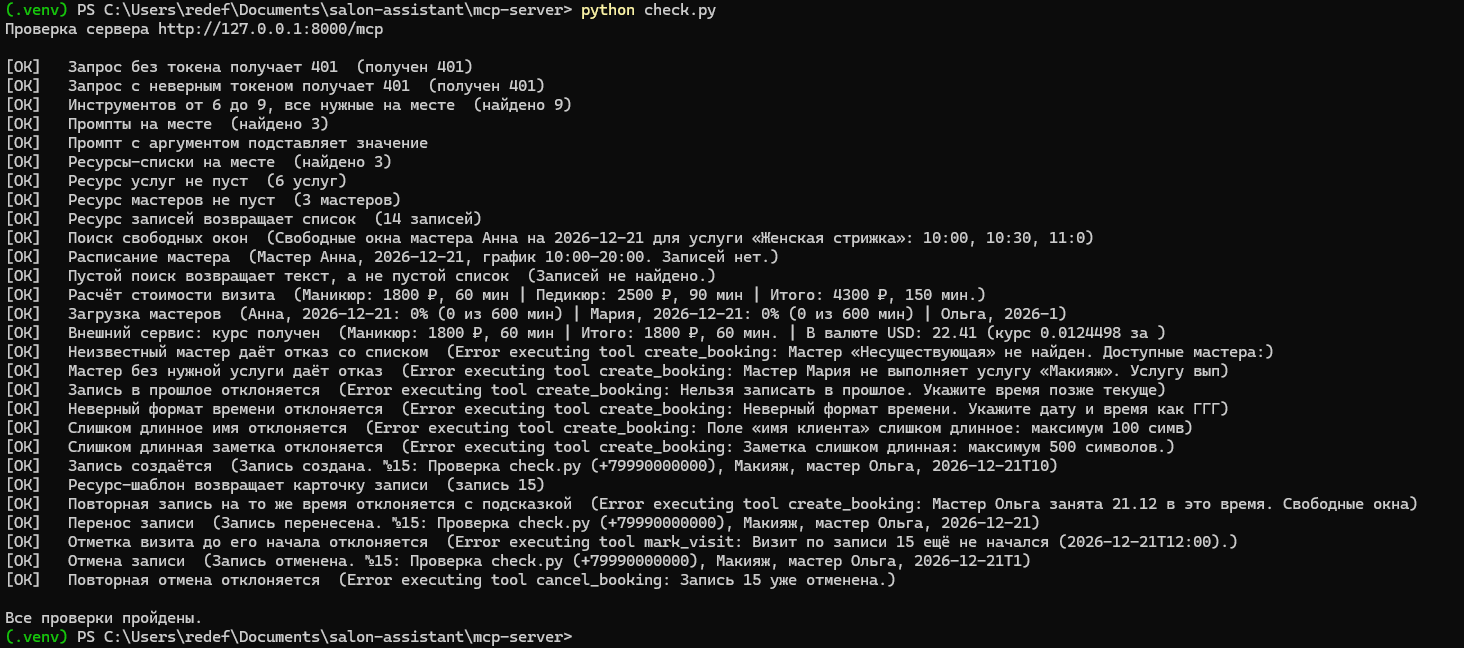 (.venv) PS C:\Users\redef\Documents\salon-assistant\mcp-server> python check.py
Проверка сервера http://127.0.0.1:8000/mcp
[OK] Запрос без токена получает 401 (получен 401)
[OK] Запрос с неверным токеном получает 401 (получен 401)
[OK] Инструментов от 6 до 9, все нужные на месте (найдено 9)
[OK] Промпты на месте (найдено 3)
[OK] Промпт с аргументом подставляет значение
[OK] Ресурсы-списки на месте (найдено 3)
[OK] Ресурс услуг не пуст (6 услуг)
[OK] Ресурс мастеров не пуст (3 мастеров)
[OK] Ресурс записей возвращает список (14 записей)
[OK] Поиск свободных окон (Свободные окна мастера Анна на 2026-12-21 для услуги «Женская стрижка»: 10:00, 10:30, 11:0)
[OK] Расписание мастера (Мастер Анна, 2026-12-21, график 10:00–20:00. Записей нет.)
[OK] Пустой поиск возвращает текст, а не пустой список (Записей не найдено.)
[OK] Расчёт стоимости визита (Маникюр: 1800 ₽, 60 мин | Педикюр: 2500 ₽, 90 мин | Итого: 4300 ₽, 150 мин.)
[OK] Загрузка мастеров (Анна, 2026-12-21: 0% (0 из 600 мин) | Мария, 2026-12-21: 0% (0 из 600 мин) | Ольга, 2026-1)
[OK] Внешний сервис: курс получен (Маникюр: 1800 ₽, 60 мин | Итого: 1800 ₽, 60 мин. | В валюте USD: 22.41 (курс 0.0124498 за )
[OK] Неизвестный мастер даёт отказ со списком (Error executing tool create_booking: Мастер «Несуществующая» не найден. Доступные мастера:)
[OK] Мастер без нужной услуги даёт отказ (Error executing tool create_booking: Мастер Мария не выполняет услугу «Макияж». Услугу вып)
[OK] Запись в прошлое отклоняется (Error executing tool create_booking: Нельзя записать в прошлое. Укажите время позже текуще)
[OK] Неверный формат времени отклоняется (Error executing tool create_booking: Неверный формат времени. Укажите дату и время как ГГГ)
[OK] Слишком длинное имя отклоняется (Error executing tool create_booking: Поле «имя клиента» слишком длинное: максимум 100 симв)
[OK] Слишком длинная заметка отклоняется (Error executing tool create_booking: Заметка слишком длинная: максимум 500 символов.)
[OK] Запись создаётся (Запись создана. №15: Проверка check.py (+79990000000), Макияж, мастер Ольга, 2026-12-21T10)
[OK] Ресурс-шаблон возвращает карточку записи (запись 15)
[OK] Повторная запись на то же время отклоняется с подсказкой (Error executing tool create_booking: Мастер Ольга занята 21.12 в это время. Свободные окна)
[OK] Перенос записи (Запись перенесена. №15: Проверка check.py (+79990000000), Макияж, мастер Ольга, 2026-12-21)
[OK] Отметка визита до его начала отклоняется (Error executing tool mark_visit: Визит по записи 15 ещё не начался (2026-12-21T12:00).)
[OK] Отмена записи (Запись отменена. №15: Проверка check.py (+79990000000), Макияж, мастер Ольга, 2026-12-21T1)
[OK] Повторная отмена отклоняется (Error executing tool cancel_booking: Запись 15 уже отменена.)
Все проверки пройдены.
(.venv) PS C:\Users\redef\Documents\salon-assistant\mcp-server>